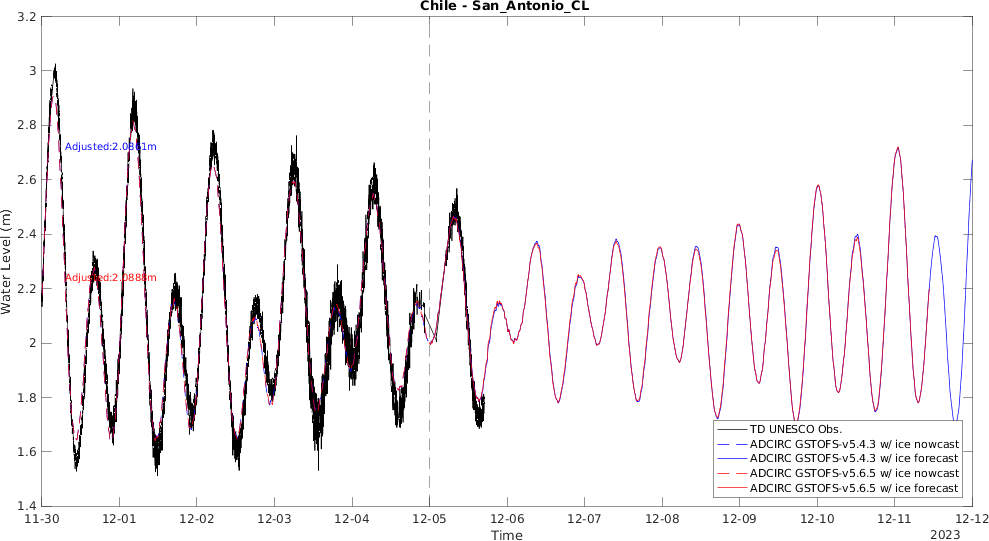 Chile - San_Antonio_CL
3.2
3
2.8
2.6
2.4
2.2
2
1.8
1.6
1.4
Water Level (m)
Adjusted:2.0861m
Adjusted:2.0888m
TD UNESCO Obs.
ADCIRC GSTOFS-v5.4.3 w/ ice nowcast
ADCIRC GSTOFS-v5.4.3 w/ ice forecast
ADCIRC GSTOFS-v5.6.5 w/ ice nowcast
ADCIRC GSTOFS-v5.6.5 w/ ice forecast
11-30 12-01 12-02 12-03 12-04 12-05 12-06 12-07 12-08 12-09 12-10 12-11 12-12
Time
2023